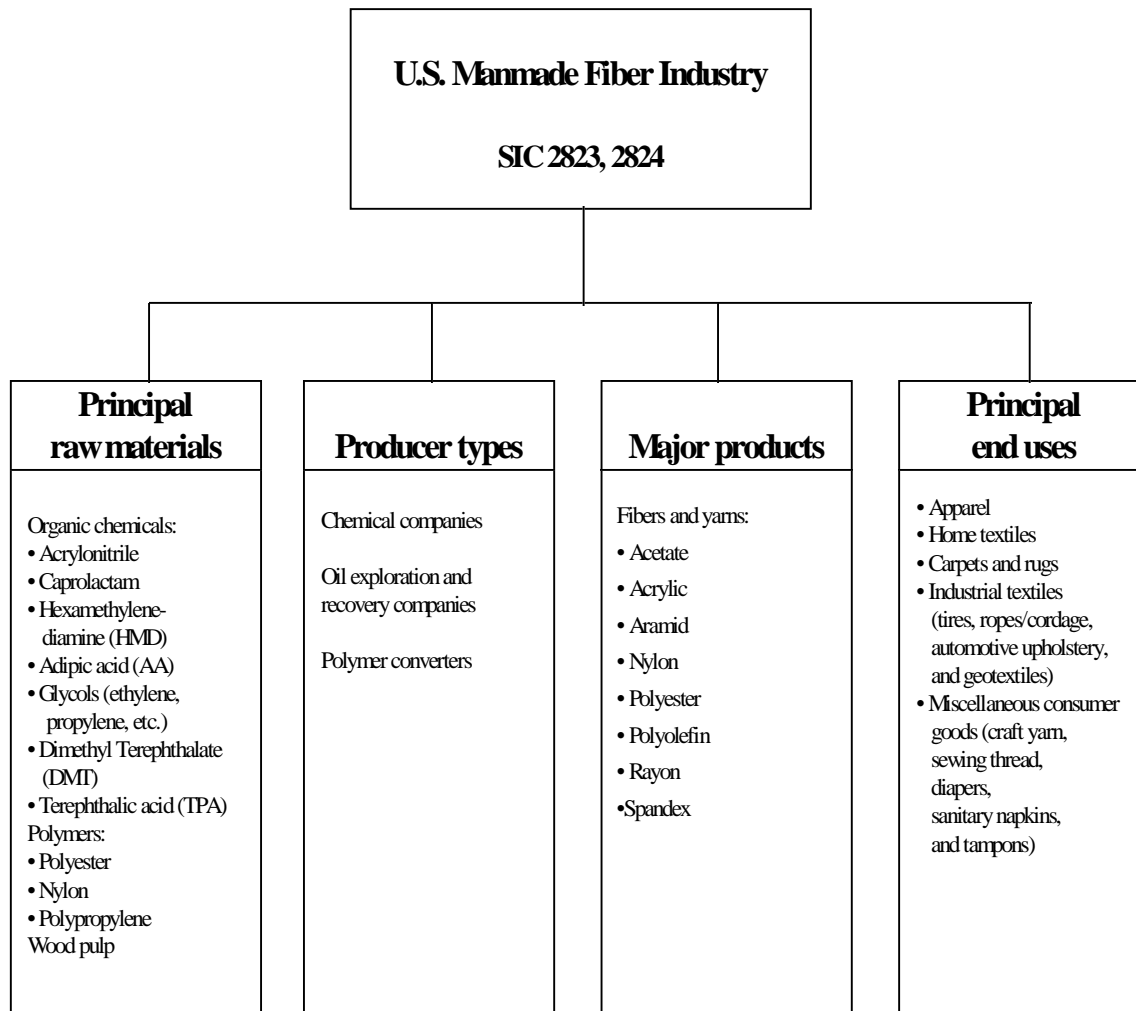 U.S. Manmade Fiber Industry
SIC 2823, 2824
Principal
raw materials
Organic chemicals:
• Acrylonitrile
• Caprolactam
• Hexamethylene-
diamine (HMD)
• Adipic acid (AA)
• Glycols (ethylene,
propylene, etc.)
• Dimethyl Terephthalate
(DMT)
• Terephthalic acid (TPA)
Polymers:
• Polyester
• Nylon
• Polypropylene
Wood pulp
Producer types
Chemical companies
Oil exploration and
recovery companies
Polymer converters
Major products
Fibers and yarns:
• Acetate
• Acrylic
• Aramid
• Nylon
• Polyester
• Polyolefin
• Rayon
•Spandex
Principal
end uses
• Apparel
• Home textiles
• Carpets and rugs
• Industrial textiles
(tires, ropes/cordage,
automotive upholstery,
and geotextiles)
• Miscellaneous consumer
goods (craft yarn,
sewing thread,
diapers,
sanitary napkins,
and tampons)